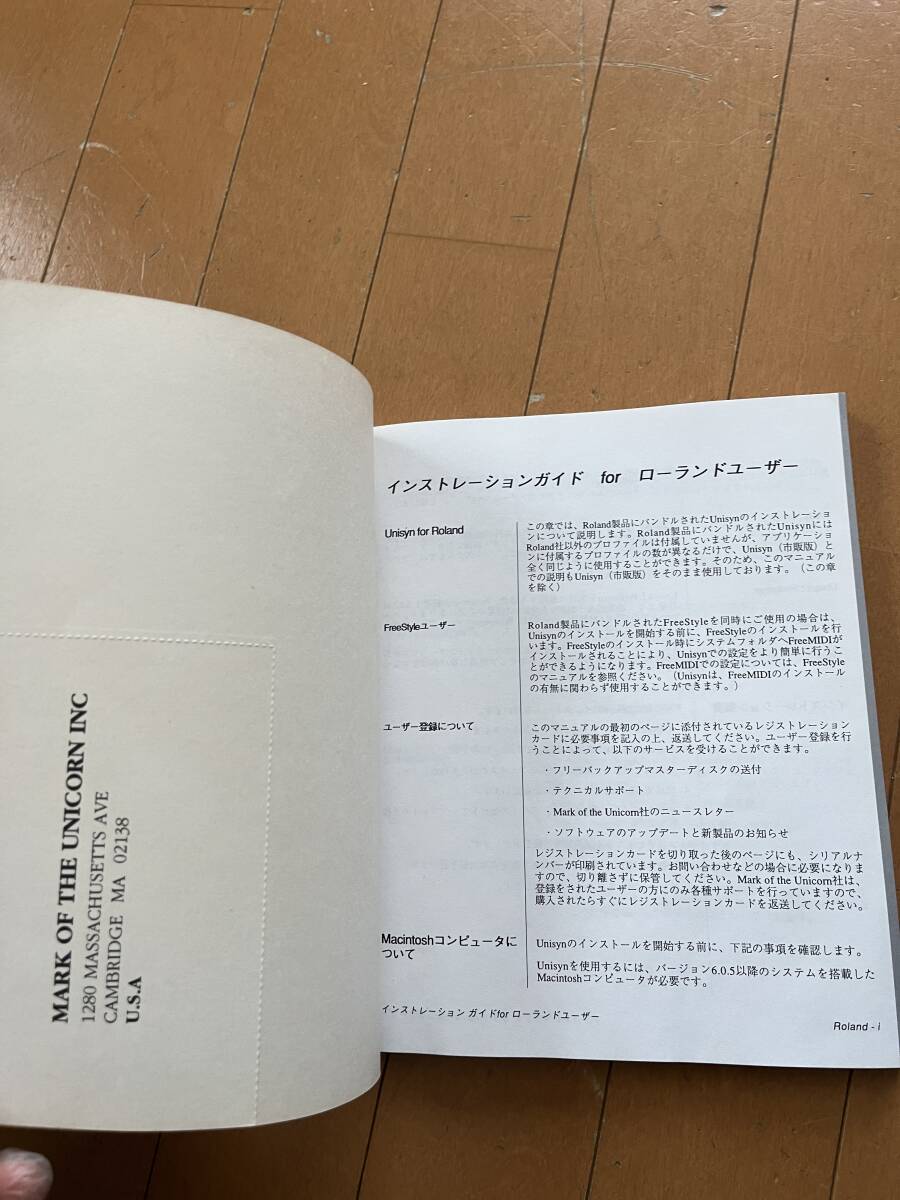 MARK OF THE UNICORN INC
1280 MASSACHUSETTS AVE
CAMBRIDGE MA 02138
U.S.A
インストレーションガイド for ローランドユーザー
Unisyn for Roland
この章では、Roland製品にバンドルされたUnisynのインストレーショ
ンについて説明します。Roland製品にバンドルされたUnisynには
Roland社以外のプロファイルは付属していませんが、アプリケーショ
ンに付属するプロファイルの数が異なるだけで、Unisyn（市販版）と
全く同じように使用することができます。そのため、このマニュアル
での説明もUnisyn（市販版）をそのまま使用しております。（この章
を除く）
FreeStyleユーザー
Roland製品にバンドルされたFreeStyleを同時にご使用の場合は、
Unisynのインストールを開始する前に、FreeStyleのインストールを行
います。FreeStyleのインストール時にシステムフォルダへFreeMIDIが
インストールされることにより、Unisynでの設定をより簡単に行うこ
とができるようになります。FreeMIDIでの設定については、FreeStyle
のマニュアルを参照ください。（Unisynは、FreeMIDIのインストール
の有無に関わらず使用することができます。）
ユーザー登録について
このマニュアルの最初のページに添付されているレジストレーション
カードに必要事項を記入の上、返送してください。ユーザー登録を行
うことによって、以下のサービスを受けることができます。
・フリーバックアップマスターディスクの送付
・テクニカルサポート
・Mark of the Unicorn社のニュースレター
・ソフトウェアのアップデートと新製品のお知らせ
レジストレーションカードを切り取った後のページにも、シリアルナ
ンバーが印刷されています。お問い合わせなどの場合に必要になりま
すので、切り離さずに保管してください。Mark of the Unicorn社は、
登録をされたユーザーの方にのみ各種サポートを行っていますので、
購入されたらすぐにレジストレーションカードを返送してください。
Macintoshコンピュータに
ついて
Unisynのインストールを開始する前に、下記の事項を確認します。
Unisynを使用するには、バージョン6.0.5以降のシステムを搭載した
Macintoshコンピュータが必要です。
インストレーション ガイドfor ローランドユーザー
Roland - i